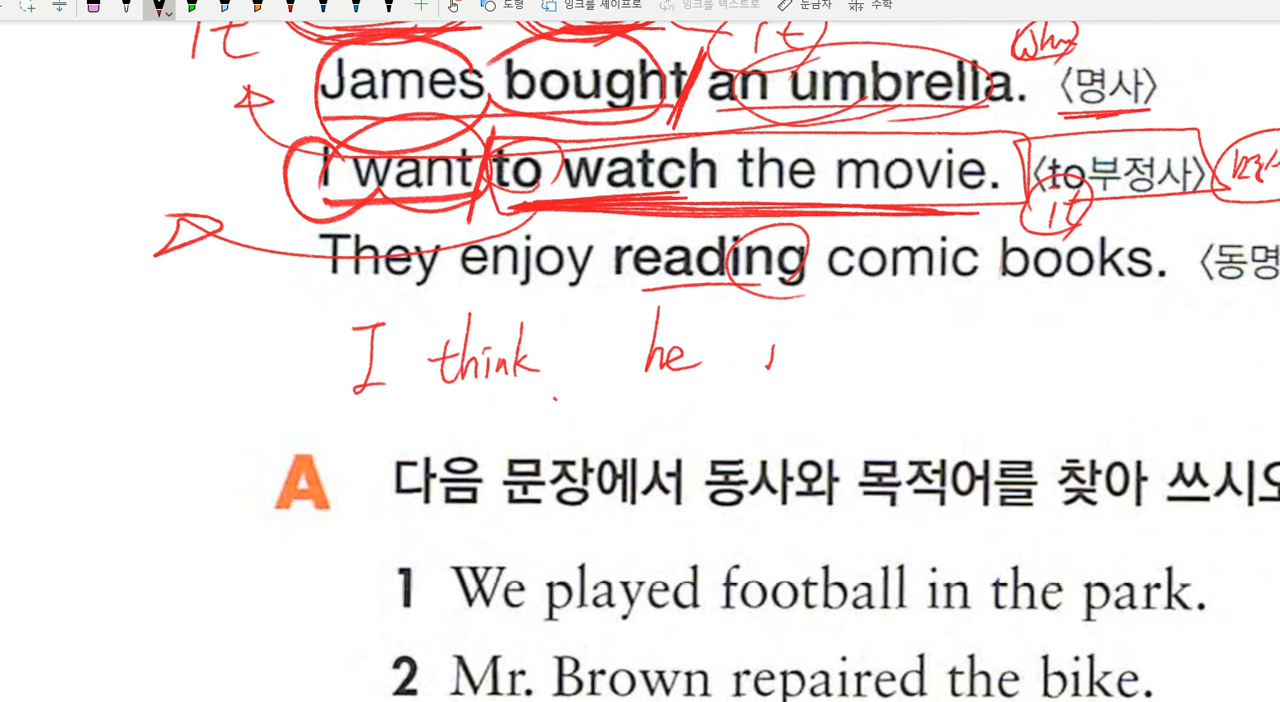 도형 잉크를 셰이프로 잉크를 텍스트로 눈금자 수학
it it
James bought an umbrella. 〈명사〉
I want to watch the movie. 〈to부정사〉
it
They enjoy reading comic books. 〈동명
I think he
A 다음 문장에서 동사와 목적어를 찾아 쓰시오
1 We played football in the park.
2 Mr. Brown repaired the bike.